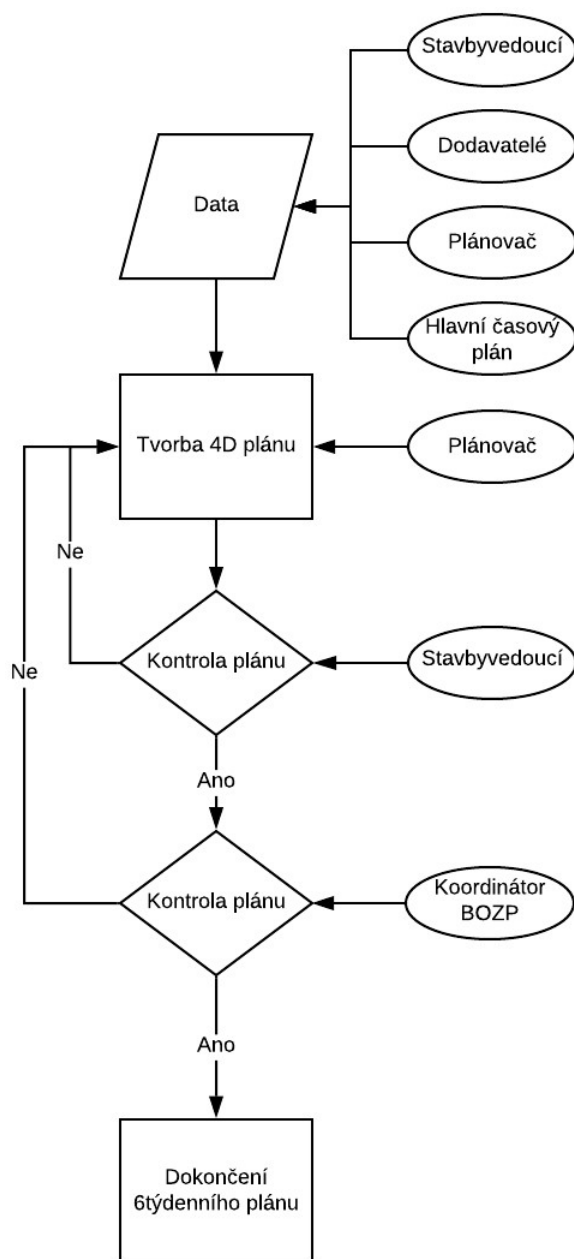 Stavbyvedoucí
Dodavatelé
Data
Plánovač
Hlavní časový
plán
Tvorba 4D plánu
Plánovač
Ne
Kontrola plánu
Stavbyvedoucí
Ne
Ano
Kontrola plánu
Koordinátor
BOZP
Ano
Dokončení
6týdenního plánu